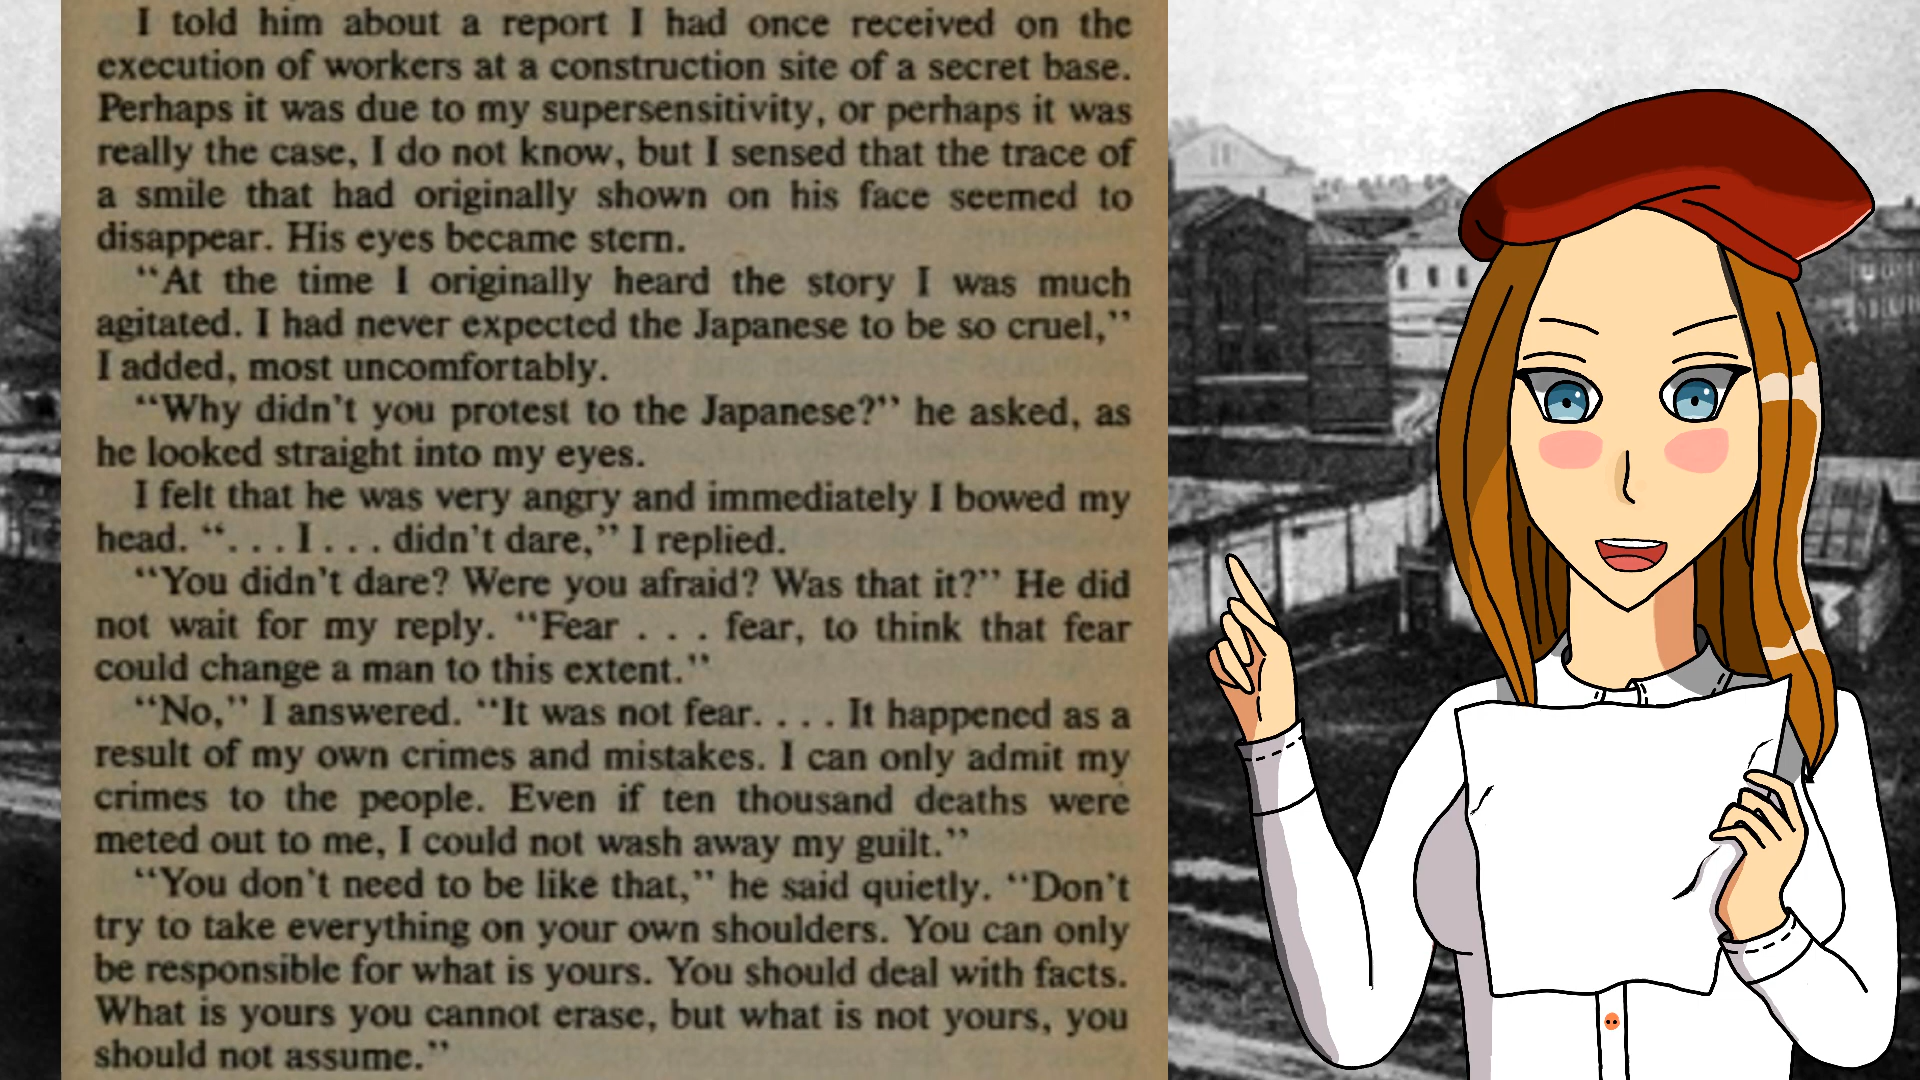 I told him about a report I had once received on the
execution of workers at a construction site of a secret base.
Perhaps it was due to my supersensitivity, or perhaps it was
really the case, I do not know, but I sensed that the trace of
a smile that had originally shown on his face seemed to
disappear. His eyes became stern.
“At the time I originally heard the story I was much
agitated. I had never expected the Japanese to be so cruel,”
I added, most uncomfortably.
“Why didn’t you protest to the Japanese?” he asked, as
he looked straight into my eyes.
I felt that he was very angry and immediately I bowed my
head. “. . . I . . . didn’t dare,” I replied.
“You didn’t dare? Were you afraid? Was that it?” He did
not wait for my reply. “Fear . . . fear, to think that fear
could change a man to this extent.”
“No,” I answered. “It was not fear. . . . It happened as a
result of my own crimes and mistakes. I can only admit my
crimes to the people. Even if ten thousand deaths were
meted out to me, I could not wash away my guilt.”
“You don’t need to be like that,” he said quietly. “Don’t
try to take everything on your own shoulders. You can only
be responsible for what is yours. You should deal with facts.
What is yours you cannot erase, but what is not yours, you
should not assume.”